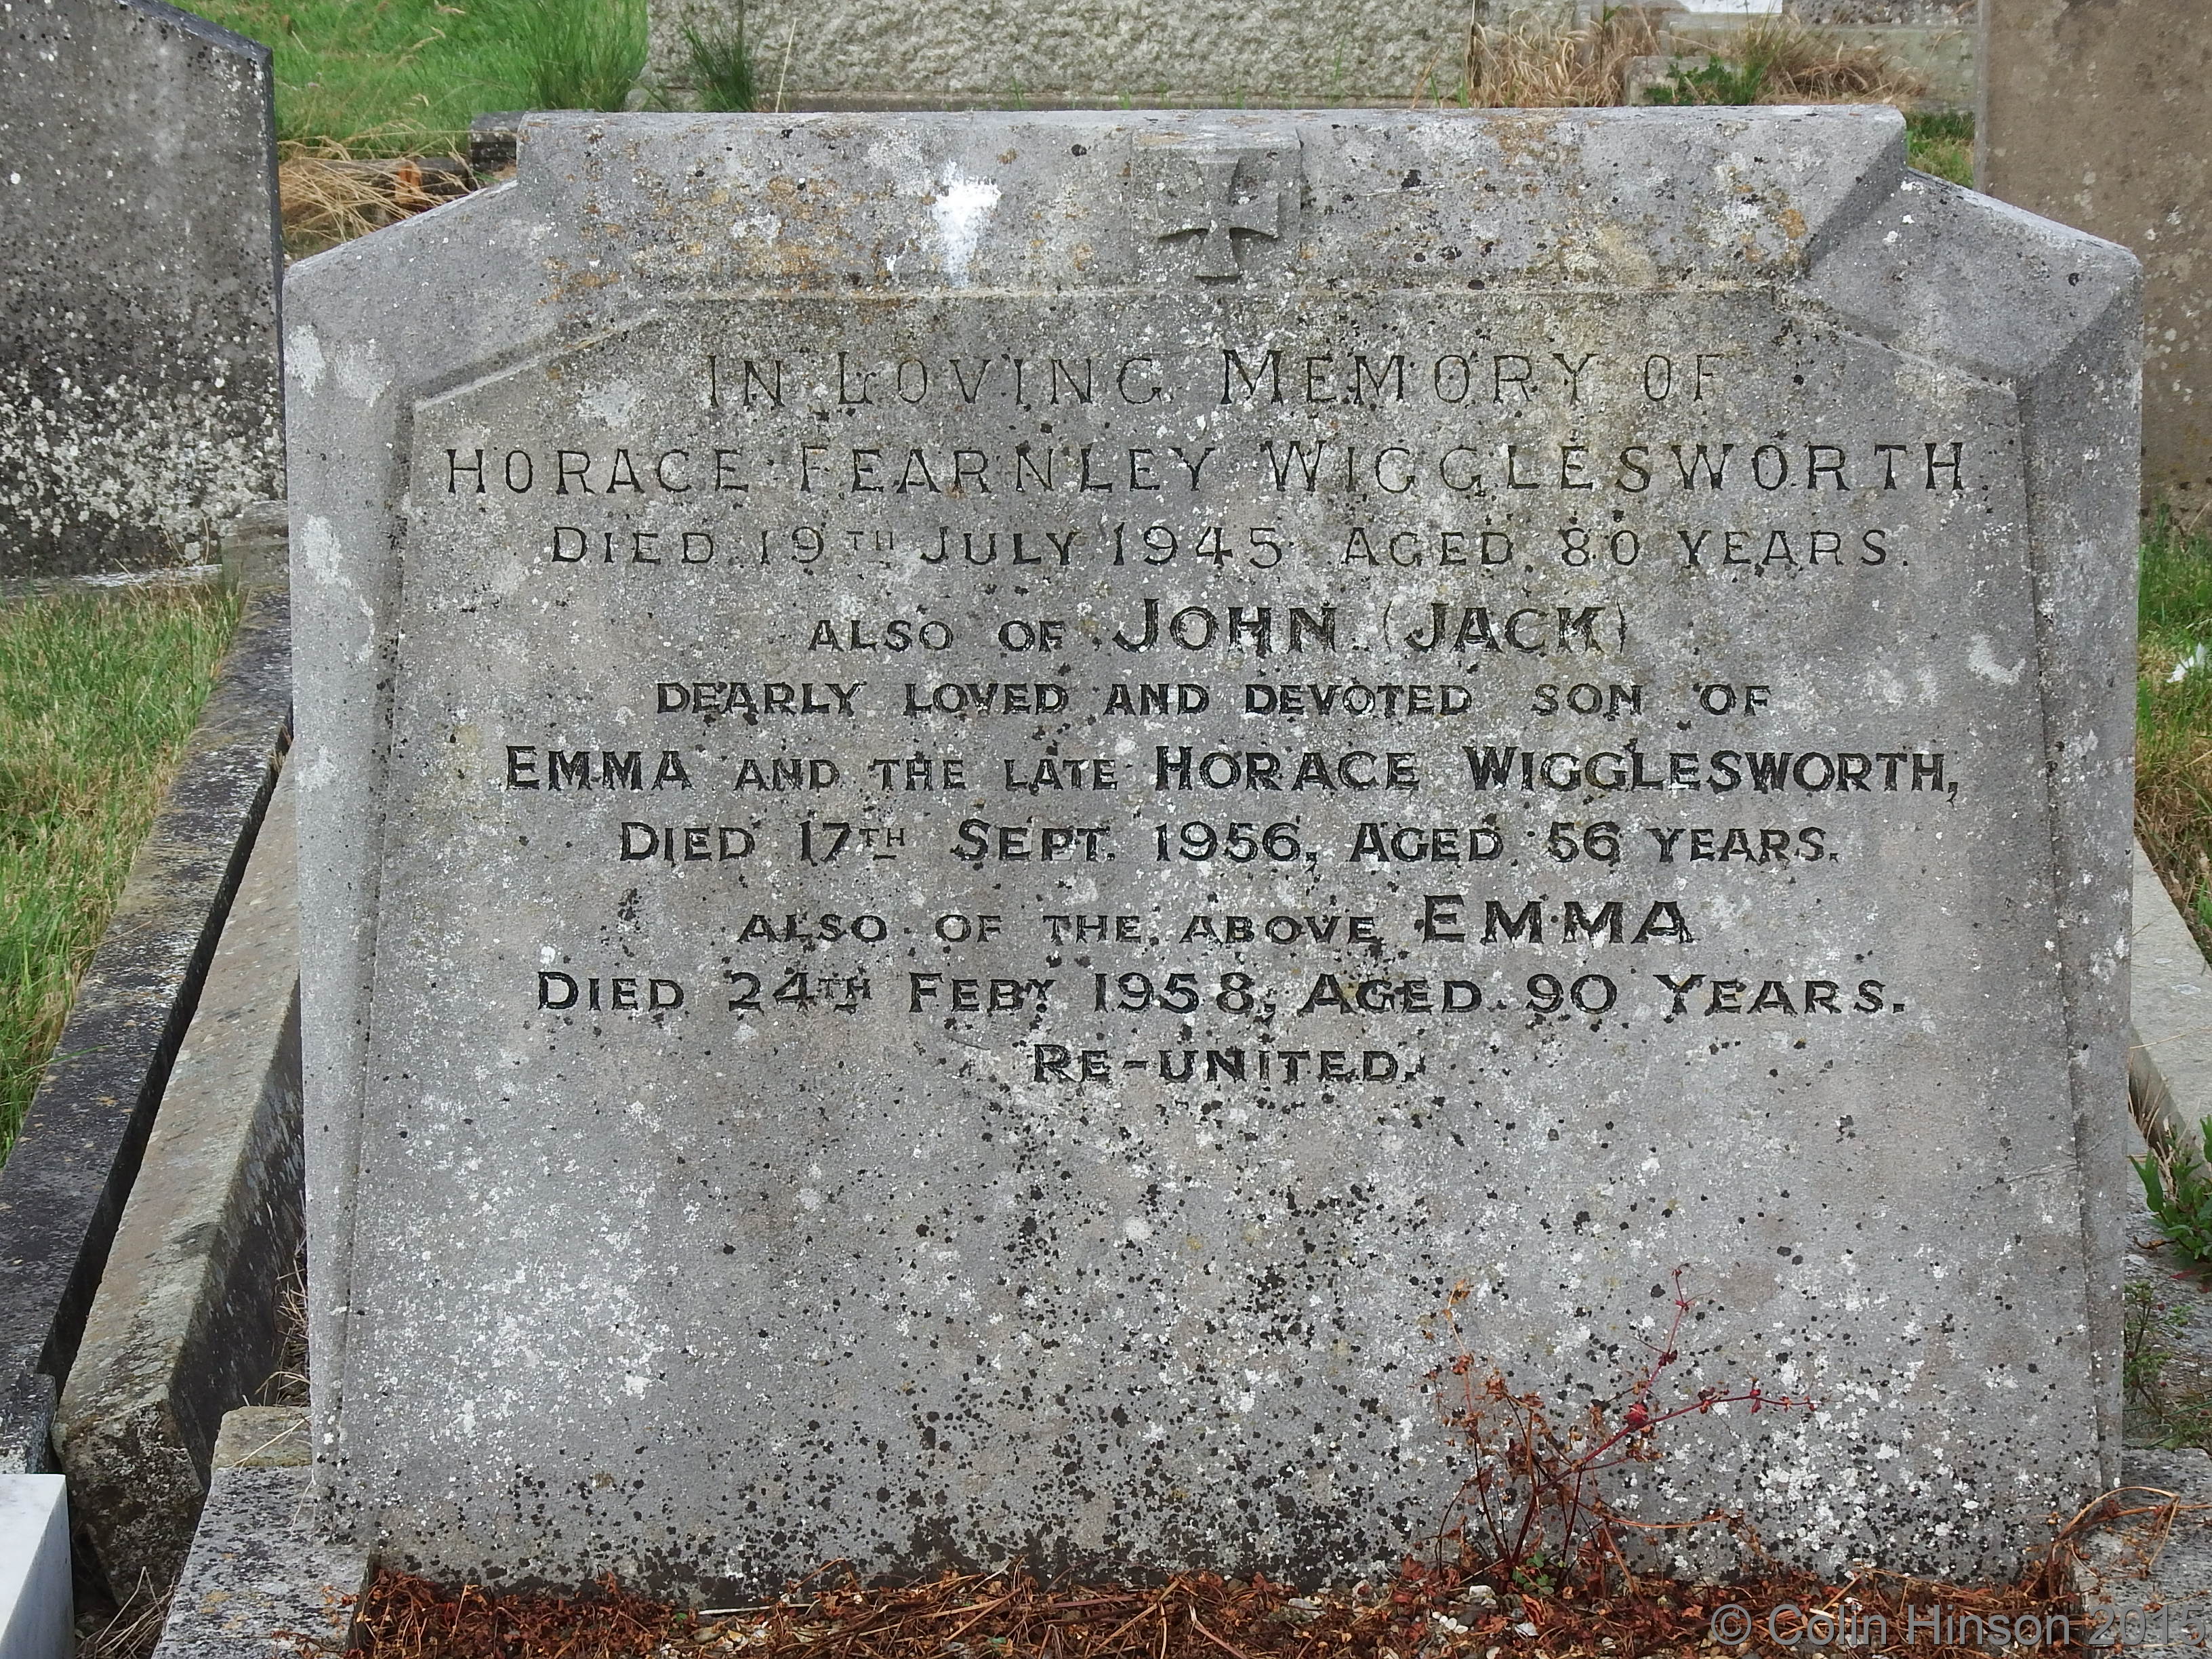 In Loving Memory of
Horace Fearnley Wigglesworth.
Died 19th July 1945 Aged 80 years.
also of John (Jack)
dearly loved and devoted son of
Emma and the late Horace Wigglesworth,
Died 17th Sept. 1956, Aged 56 years.
also of the above Emma
Died 24th Feby 1958, Aged 90 Years.
Re-united.
© Colin Hinson 2015